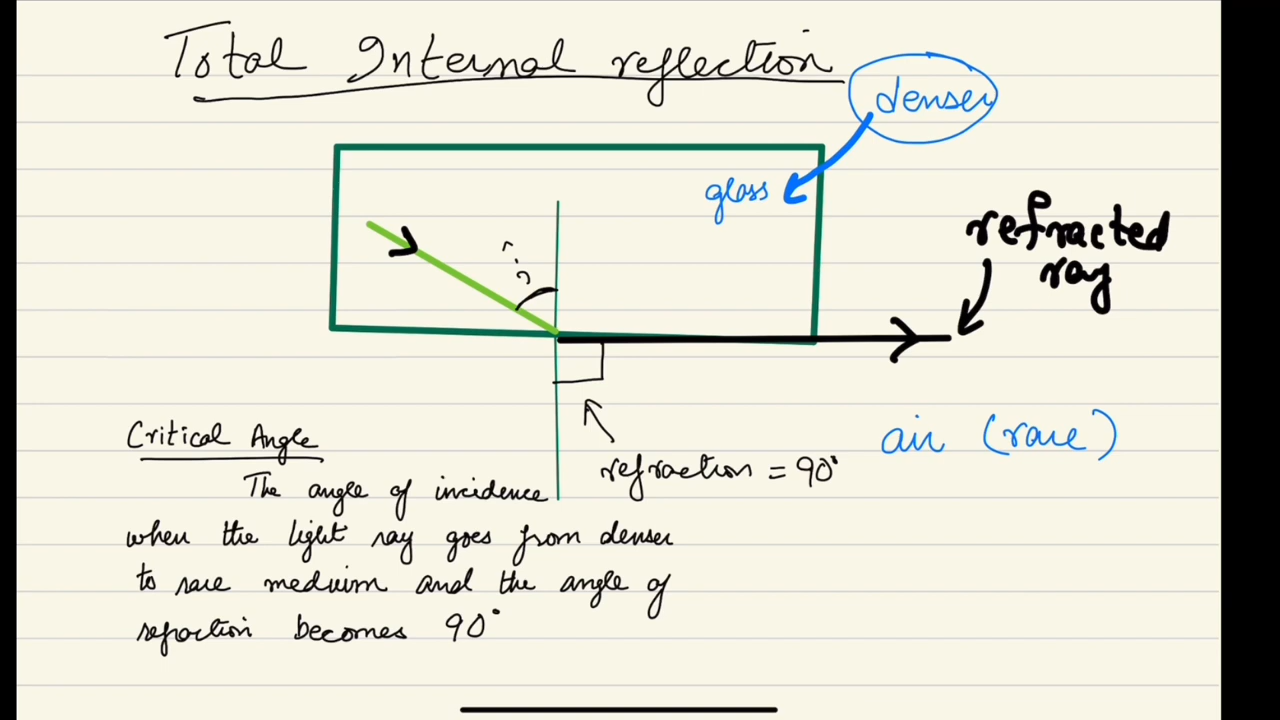 Total Internal reflection
denser
glass
refracted
ray
air (rare)
refraction = 90°
Critical Angle
The angle of incidence
when the light ray goes from denser
to rare medium and the angle of
refraction becomes 90°